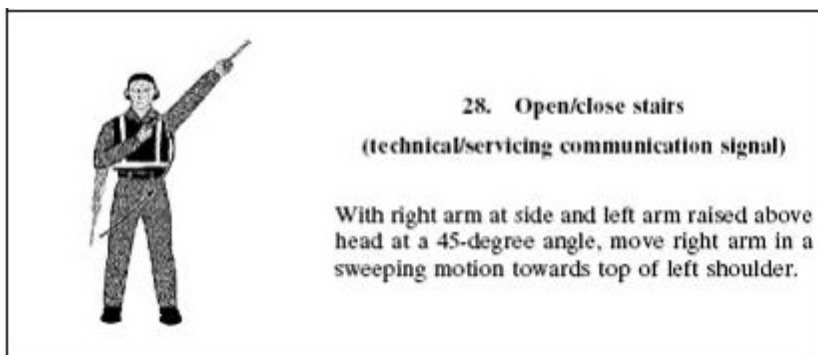 28. Open/close stairs
(technical/servicing communication signal)
With right arm at side and left arm raised above
head at a 45-degree angle, move right arm in a
sweeping motion towards top of left shoulder.